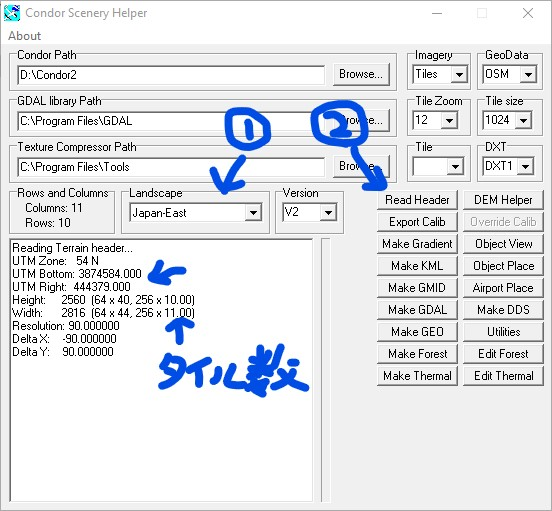 Condor Scenery Helper
About
Condor Path
D:\Condor2
Browse...
Imagery
Tiles
GeoData
OSM
GDAL library Path
C:\Program Files\GDAL
①
Browse...
②
Tile Zoom
12
Tile size
1024
Texture Compressor Path
C:\Program Files\Tools
Browse...
Tile
DXT
DXT1
Rows and Columns
Columns: 11
Rows: 10
Landscape
Japan-East
Version
V2
Read Header
DEM Helper
Export Calib
Override Calib
Make Gradient
Object View
Make KML
Object Place
Make GMID
Airport Place
Make GDAL
Make DDS
Make GEO
Utilities
Make Forest
Edit Forest
Make Thermal
Edit Thermal
Reading Terrain header...
UTM Zone: 54 N
UTM Bottom: 3874584.000
UTM Right: 444379.000
Height: 2560 (64 x 40, 256 x 10.00)
Width: 2816 (64 x 44, 256 x 11.00)
Resolution: 90.000000
Delta X: -90.000000
Delta Y: 90.000000
タイル数